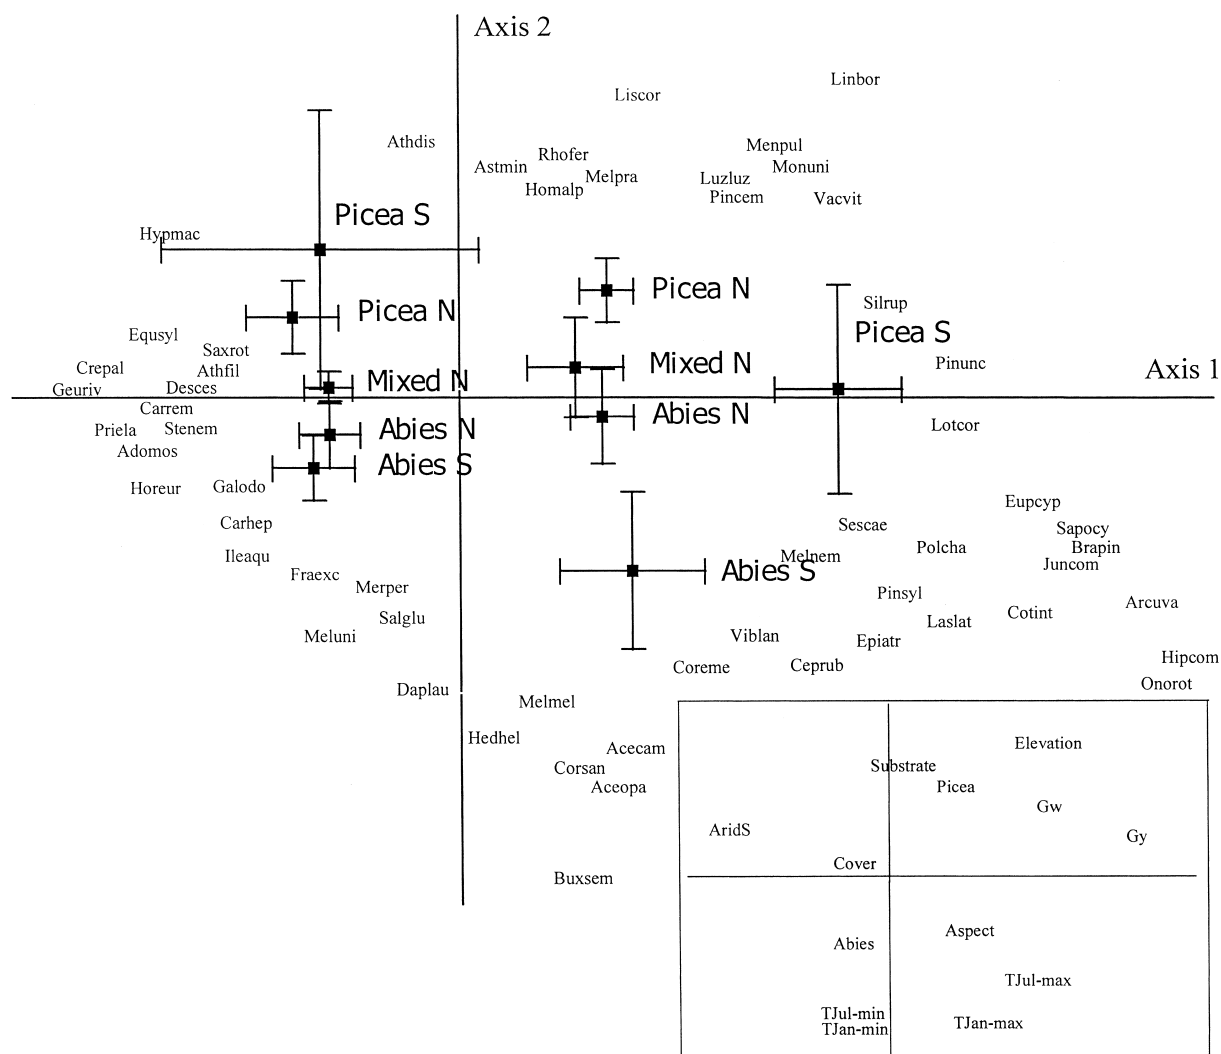 Axis 2
Linbor
Liscor
Athdis
Menpul
Rhofer
Astmin
Monuni
Melpra
Luzluz
Homalp
Pincem
Vacvit
Picea S
Hypmac
Picea N
Silrup
Picea N
Picea S
Equsyl
Saxrot
Mixed N
Pinunc
Crepal
Athfil
Axis 1
Mixed N
Geuriv
Desces
Carrem
Abies N
Lotcor
Priela
Stenem
Abies N
Adomos
Abies S
Horeur
Galodo
Eupcyp
Carhep
Sescae
Sapocy
Polcha
Brapin
Ileaqu
Melnem
Juncom
Abies S
Fraexc
Merper
Pinsyl
Arcuva
Cotint
Salglu
Laslat
Meluni
Viblan
Epiatr
Hipcom
Coreme
Ceprub
Onorot
Daplau
Melmel
Hedhel
Acecam
Elevation
Corsan
Substrate
Aceopa
Picea
Gw
AridS
Gy
Cover
Buxsem
Aspect
Abies
TJul-max
TJul-min
TJan-max
TJan-min